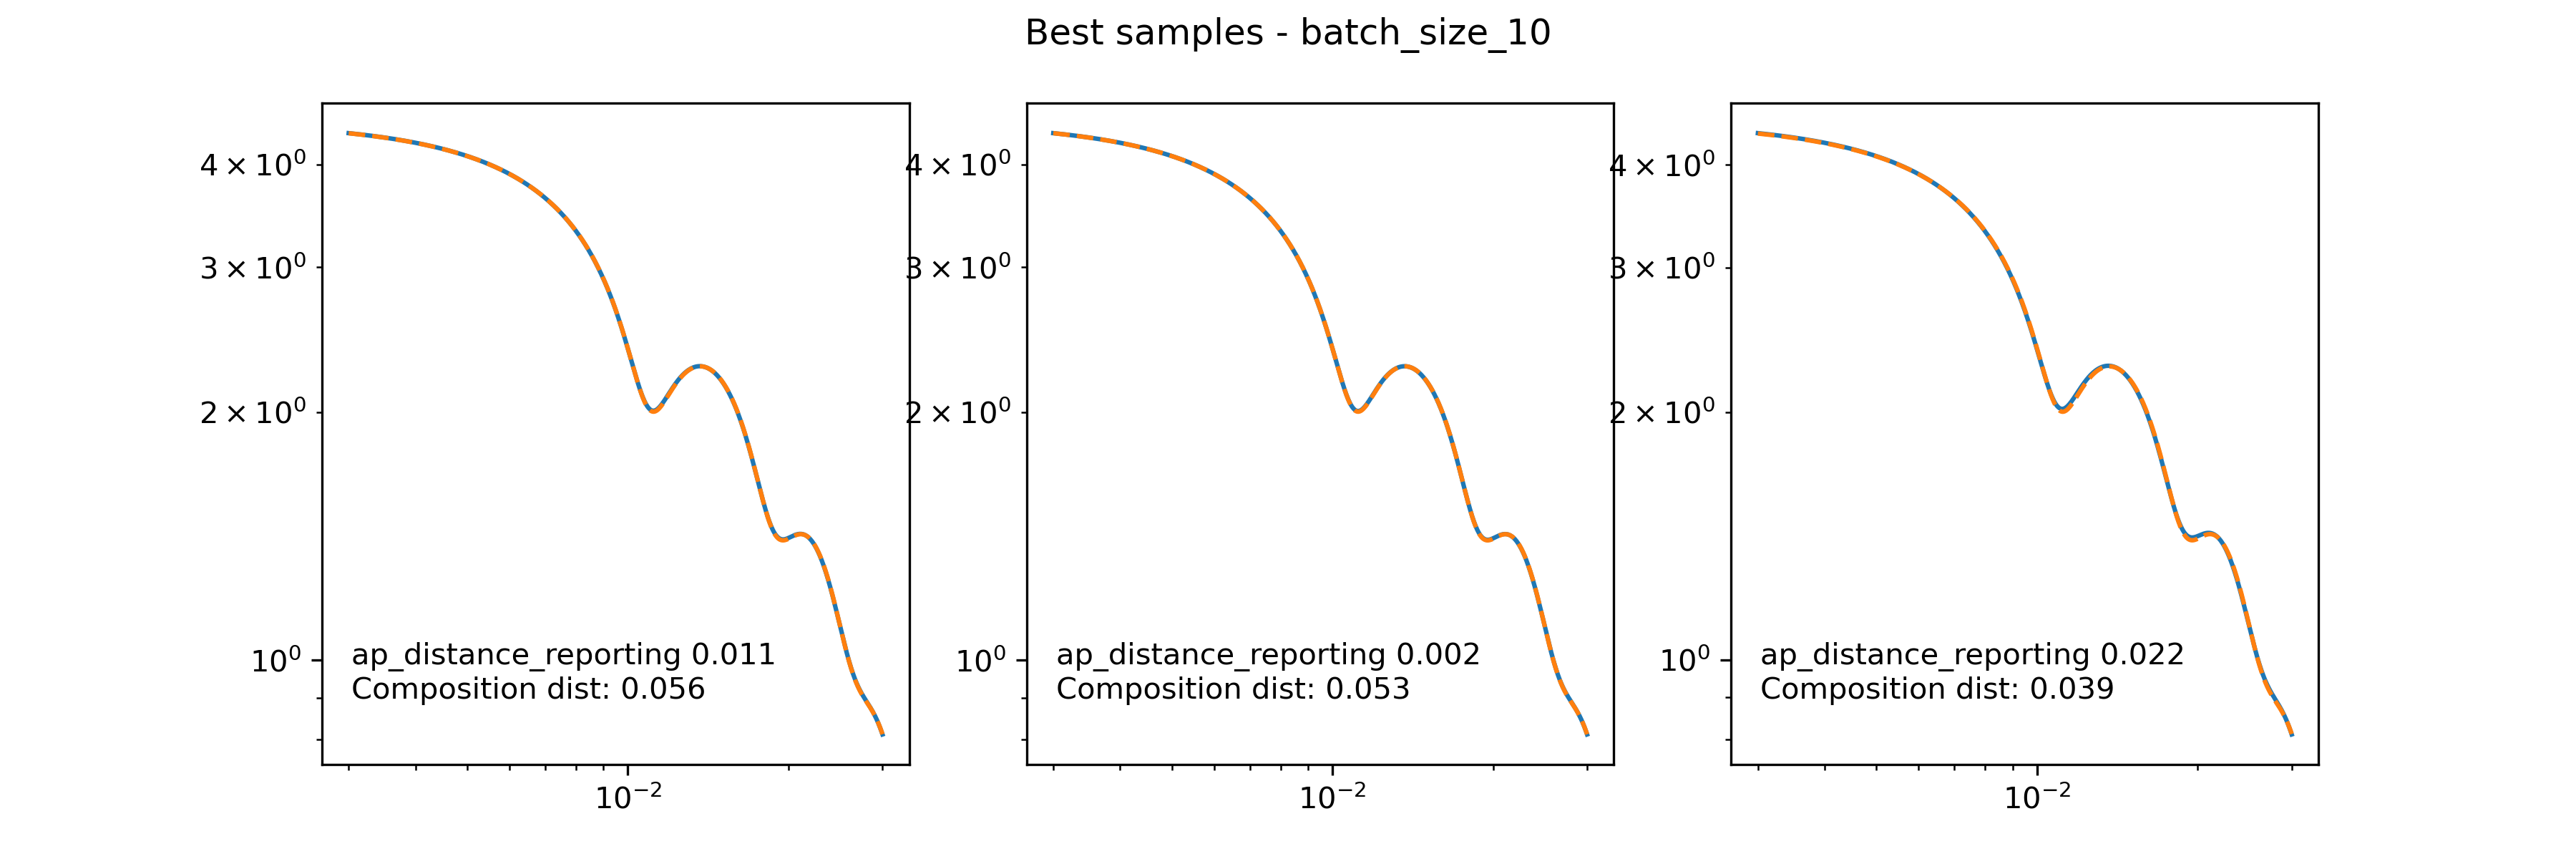 Best samples - batch_size_10
4 × 10⁰
3 × 10⁰
2 × 10⁰
10⁰
ap_distance_reporting 0.011
Composition dist: 0.056
10⁻²
4 × 10⁰
3 × 10⁰
2 × 10⁰
10⁰
ap_distance_reporting 0.002
Composition dist: 0.053
10⁻²
4 × 10⁰
3 × 10⁰
2 × 10⁰
10⁰
ap_distance_reporting 0.022
Composition dist: 0.039
10⁻²